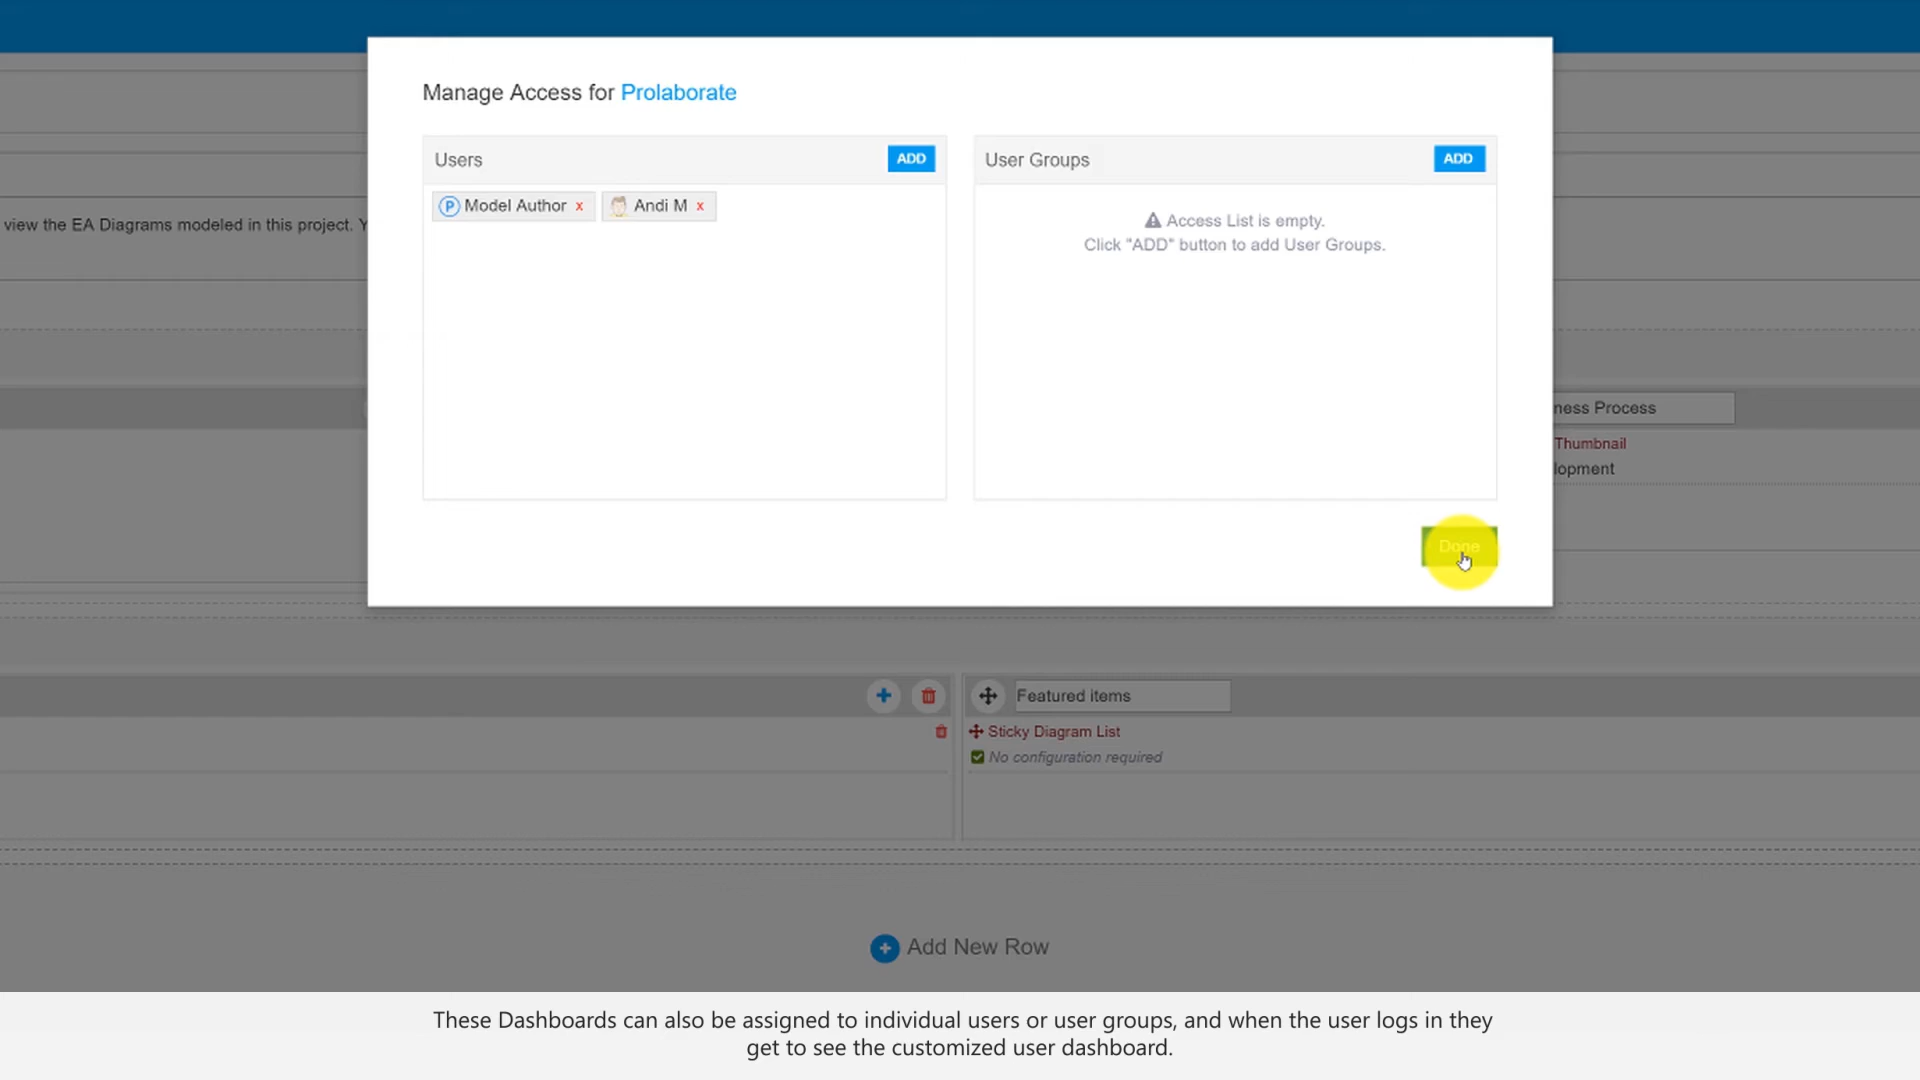 Manage Access for Prolaborate
Users
ADD
User Groups
ADD
P Model Author x
Andi M x
Access List is empty.
Click "ADD" button to add User Groups.
view the EA Diagrams modeled in this project. Y
ness Process
Thumbnail
lopment
Done
Featured items
Sticky Diagram List
No configuration required
Add New Row
These Dashboards can also be assigned to individual users or user groups, and when the user logs in they
get to see the customized user dashboard.